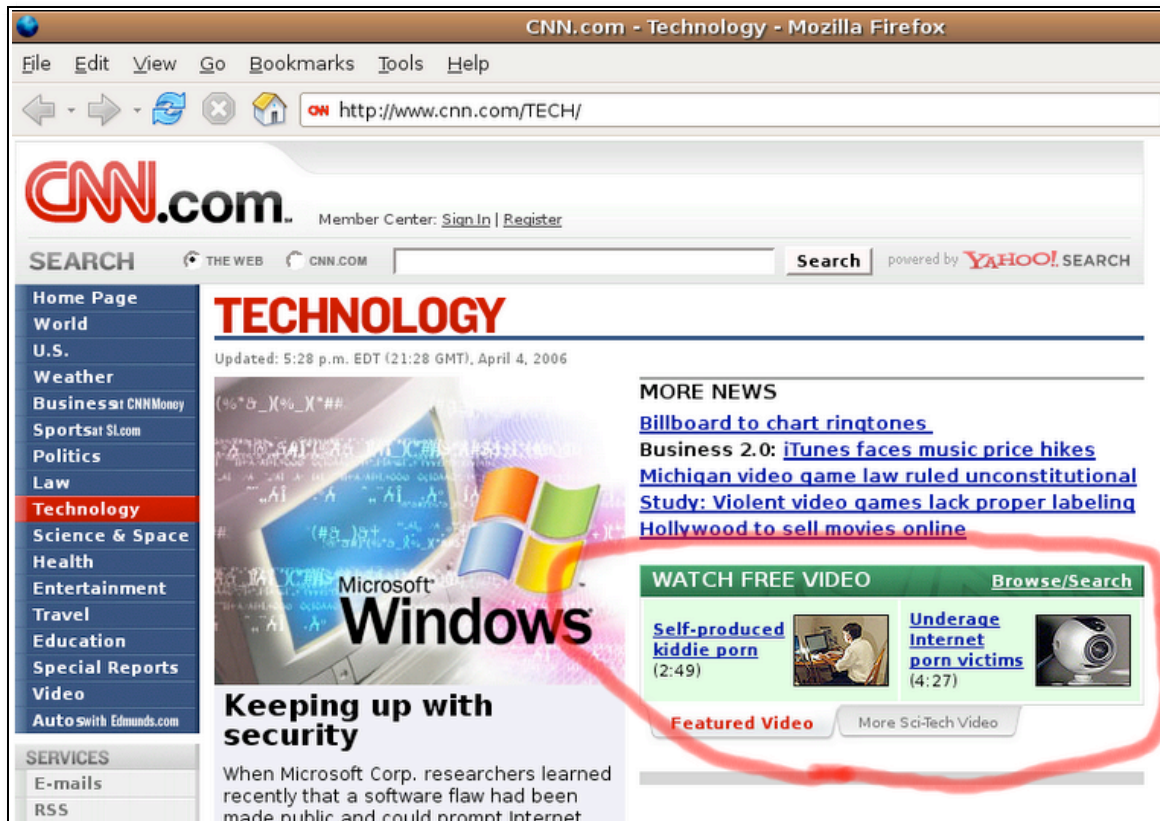 CNN.com - Technology - Mozilla Firefox
File Edit View Go Bookmarks Tools Help
CNN http://www.cnn.com/TECH/
CNN.com
Member Center: Sign In | Register
SEARCH THE WEB CNN.COM Search powered by YAHOO! SEARCH
Home Page
World
U.S.
Weather
Business at CNNMoney
Sports at SI.com
Politics
Law
Technology
Science & Space
Health
Entertainment
Travel
Education
Special Reports
Video
Autos with Edmunds.com
SERVICES
E-mails
RSS
TECHNOLOGY
Updated: 5:28 p.m. EDT (21:28 GMT), April 4, 2006
Microsoft
Windows
Keeping up with
security
When Microsoft Corp. researchers learned
recently that a software flaw had been
made public and could prompt Internet
MORE NEWS
Billboard to chart ringtones
Business 2.0: iTunes faces music price hikes
Michigan video game law ruled unconstitutional
Study: Violent video games lack proper labeling
Hollywood to sell movies online
WATCH FREE VIDEO Browse/Search
Self-produced
kiddie porn
(2:49)
Underage
Internet
porn victims
(4:27)
Featured Video More Sci-Tech Video